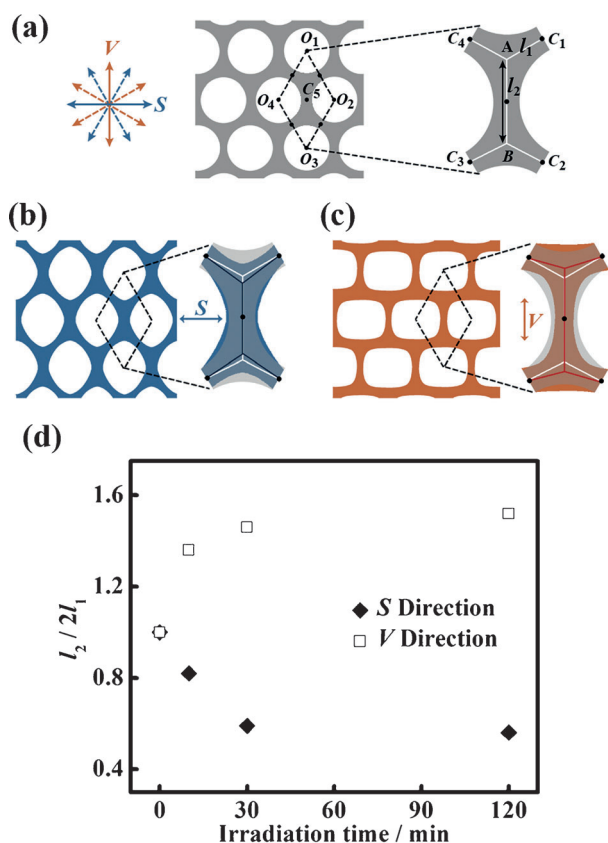 (a)
V
S
O1
O2
O3
O4
C5
C4
A
l1
C1
l2
C3
B
C2
(b)
S
(c)
V
(d)
l2 / 2l1
1.6
1.2
0.8
0.4
S Direction
V Direction
0 30 60 90 120
Irradiation time / min